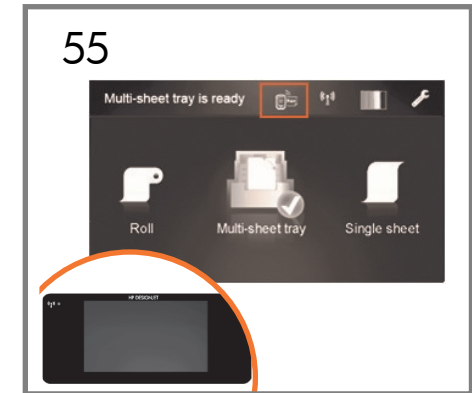 55
Multi-sheet tray is ready
Roll
Multi-sheet tray
Single sheet
HP DESIGNJET